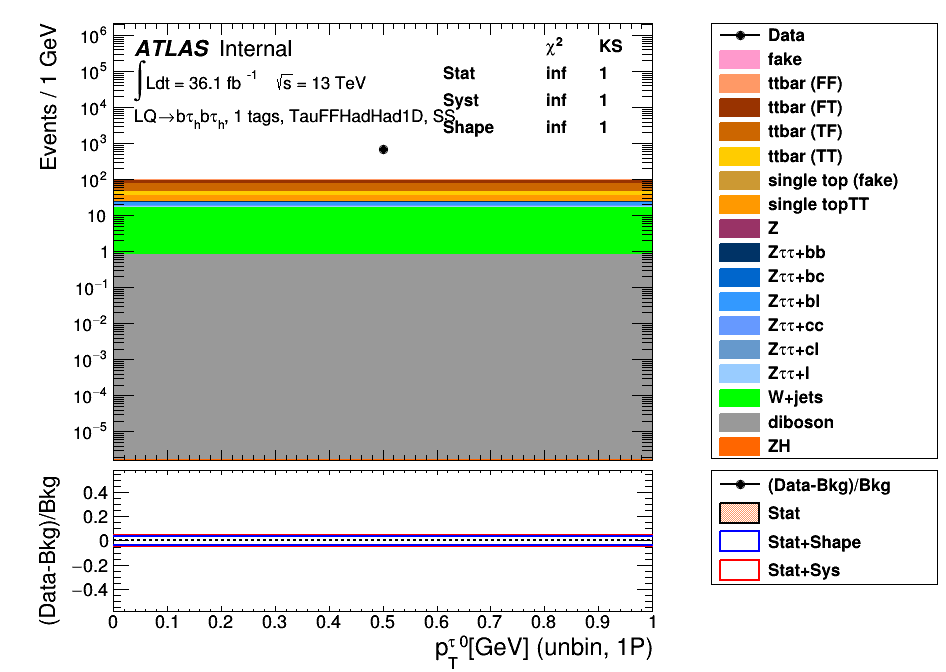 Events / 1 GeV
10⁶
10⁵
10⁴
10³
10²
10
1
10⁻¹
10⁻²
10⁻³
10⁻⁴
10⁻⁵
ATLAS Internal
∫Ldt = 36.1 fb⁻¹ √s = 13 TeV
LQ→bτₕbτₕ, 1 tags, TauFFHadHad1D, SS
χ² KS
Stat inf 1
Syst inf 1
Shape inf 1
Data
fake
ttbar (FF)
ttbar (FT)
ttbar (TF)
ttbar (TT)
single top (fake)
single topTT
Z
Zττ+bb
Zττ+bc
Zττ+bl
Zττ+cc
Zττ+cl
Zττ+l
W+jets
diboson
ZH
(Data-Bkg)/Bkg
0.4
0.2
0
−0.2
−0.4
0 0.1 0.2 0.3 0.4 0.5 0.6 0.7 0.8 0.9 1
p_T^τ 0[GeV] (unbin, 1P)
(Data-Bkg)/Bkg
Stat
Stat+Shape
Stat+Sys